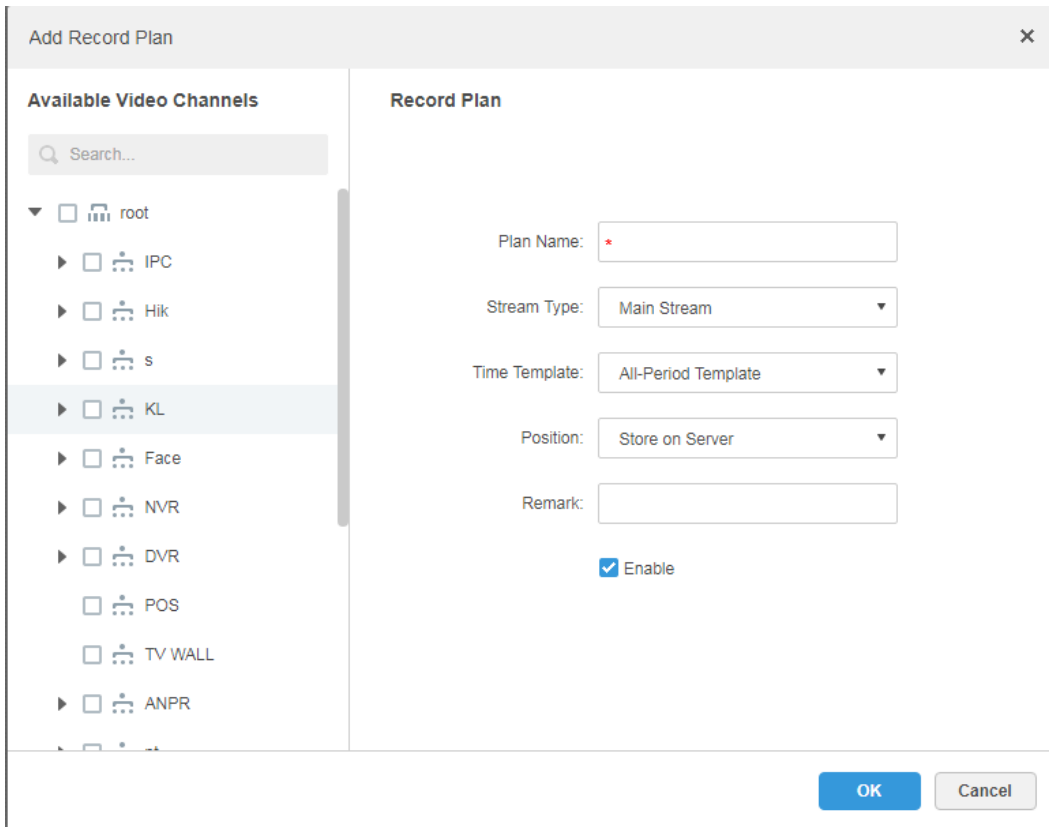 Add Record Plan
Available Video Channels
Search...
root
IPC
Hik
s
KL
Face
NVR
DVR
POS
TV WALL
ANPR
Record Plan
Plan Name: *
Stream Type: Main Stream
Time Template: All-Period Template
Position: Store on Server
Remark:
Enable
OK Cancel